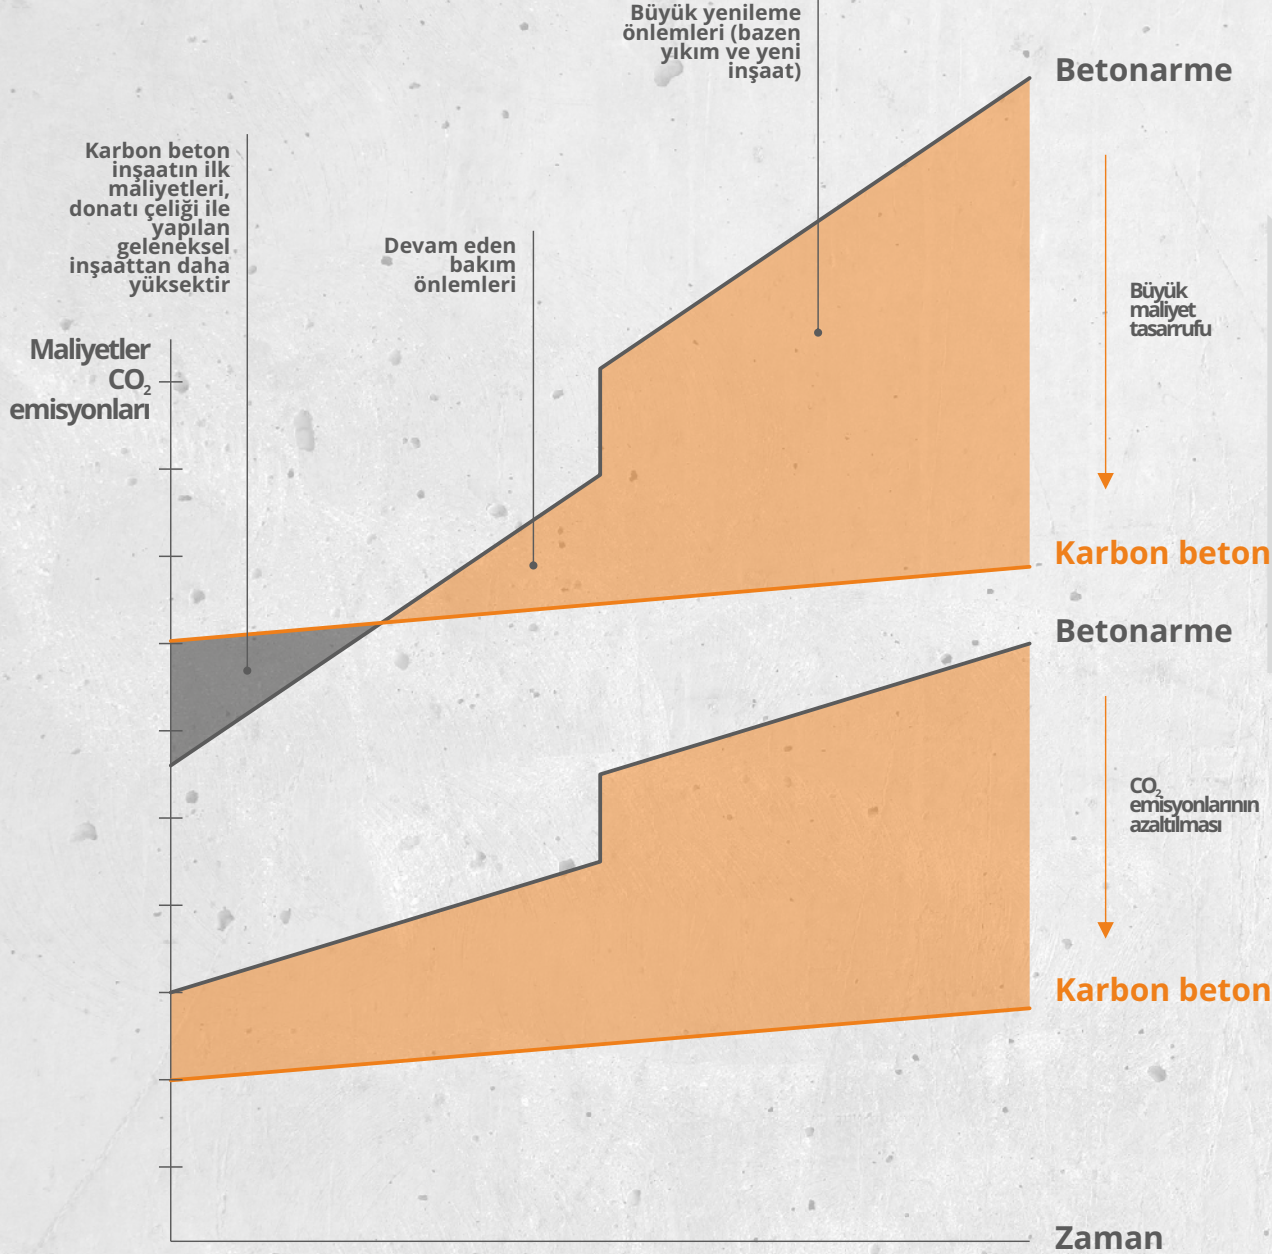 Büyük yenileme
önlemleri (bazen
yıkım ve yeni
inşaat)
Betonarme
Karbon beton
inşaatın ilk
maliyetleri,
donatı çeliği ile
yapılan
geleneksel
inşaattan daha
yüksektir
Devam eden
bakım
önlemleri
Büyük
maliyet
tasarrufu
Maliyetler
CO₂
emisyonları
Karbon beton
Betonarme
CO₂
emisyonlarının
azaltılması
Karbon beton
Zaman